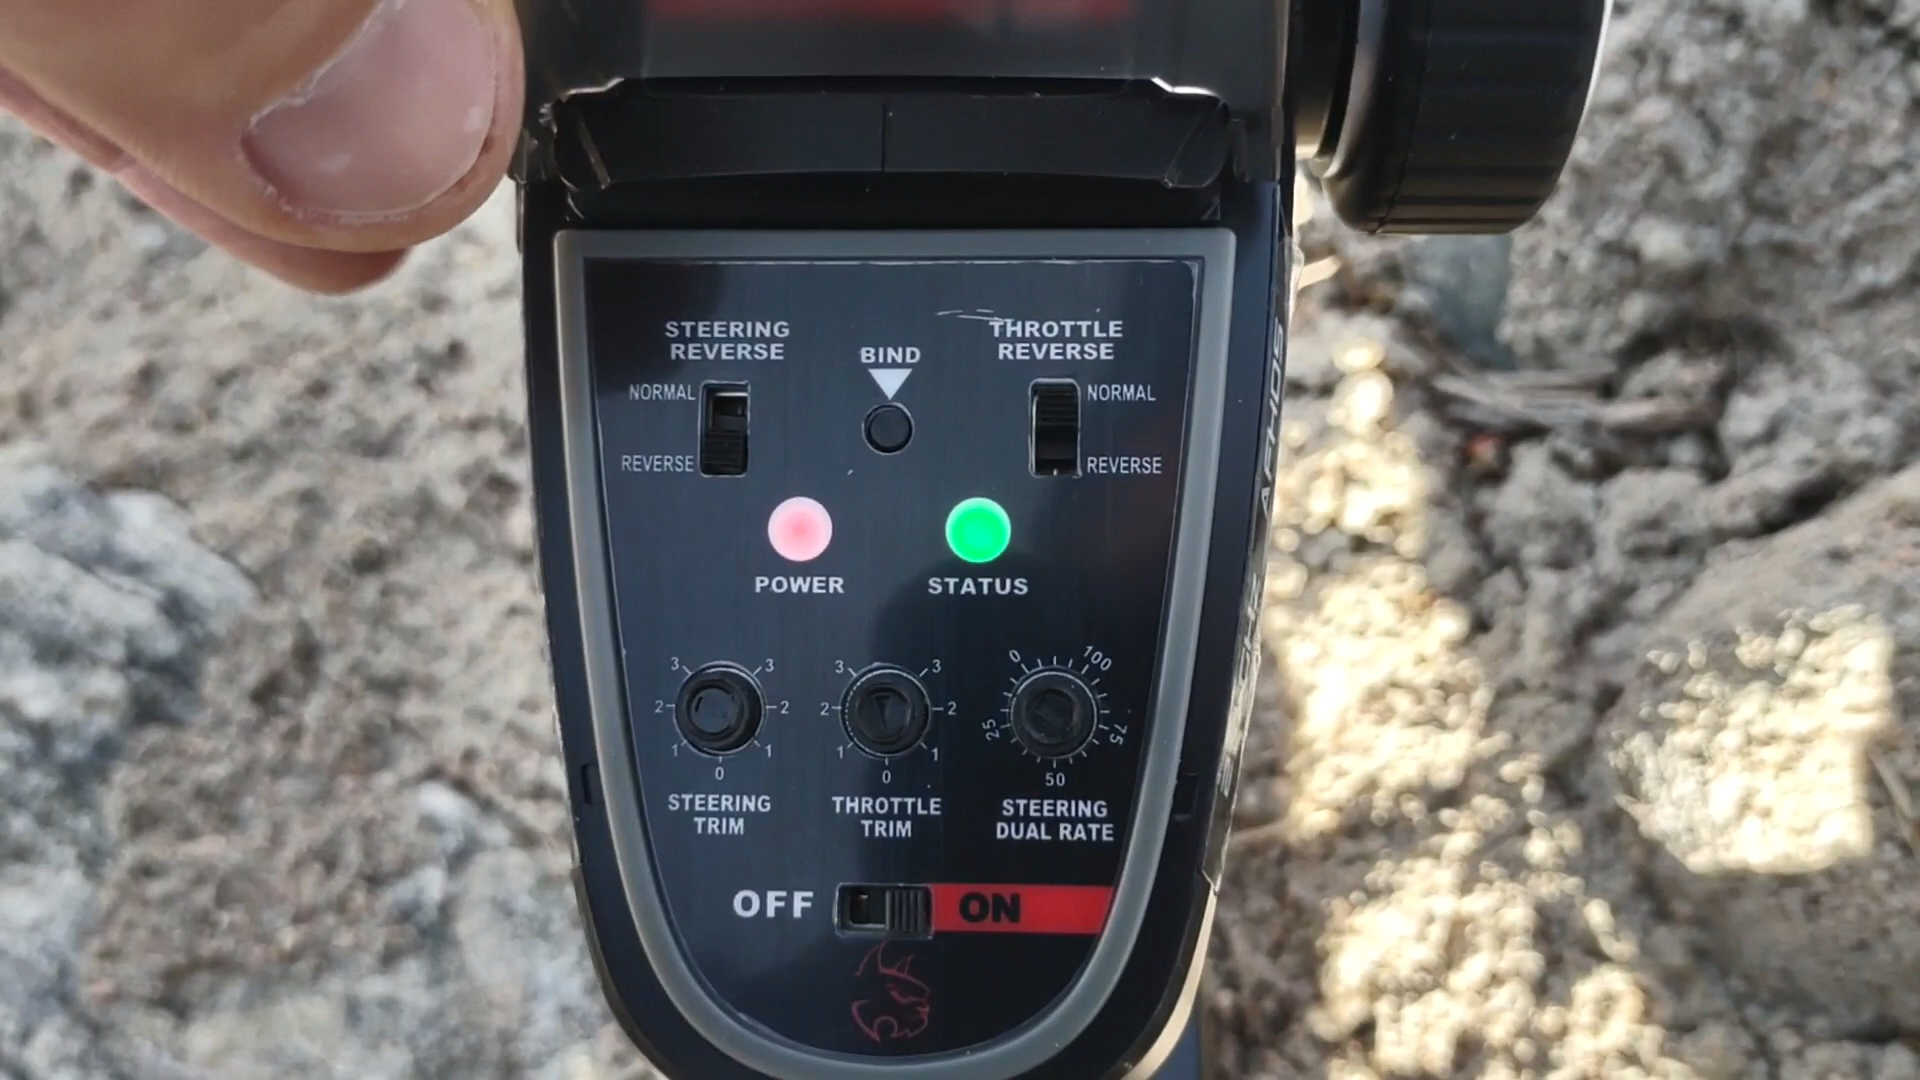 STEERING
REVERSE
BIND
THROTTLE
REVERSE
NORMAL
REVERSE
NORMAL
REVERSE
POWER
STATUS
3 3
2 2
1 1
0
STEERING
TRIM
3 3
2 2
1 1
0
THROTTLE
TRIM
0 100
25 75
50
STEERING
DUAL RATE
OFF
ON